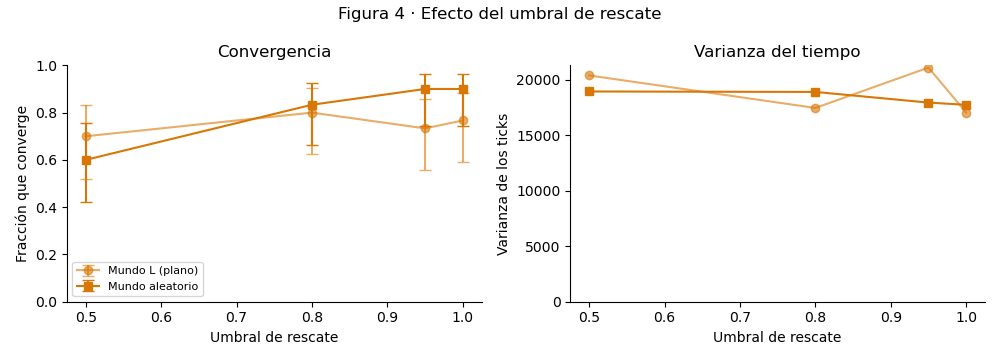 Figura 4 · Efecto del umbral de rescate
Convergencia
Fracción que converge
1.0
0.8
0.6
0.4
0.2
0.0
Mundo L (plano)
Mundo aleatorio
0.5 0.6 0.7 0.8 0.9 1.0
Umbral de rescate
Varianza del tiempo
Varianza de los ticks
20000
15000
10000
5000
0
0.5 0.6 0.7 0.8 0.9 1.0
Umbral de rescate